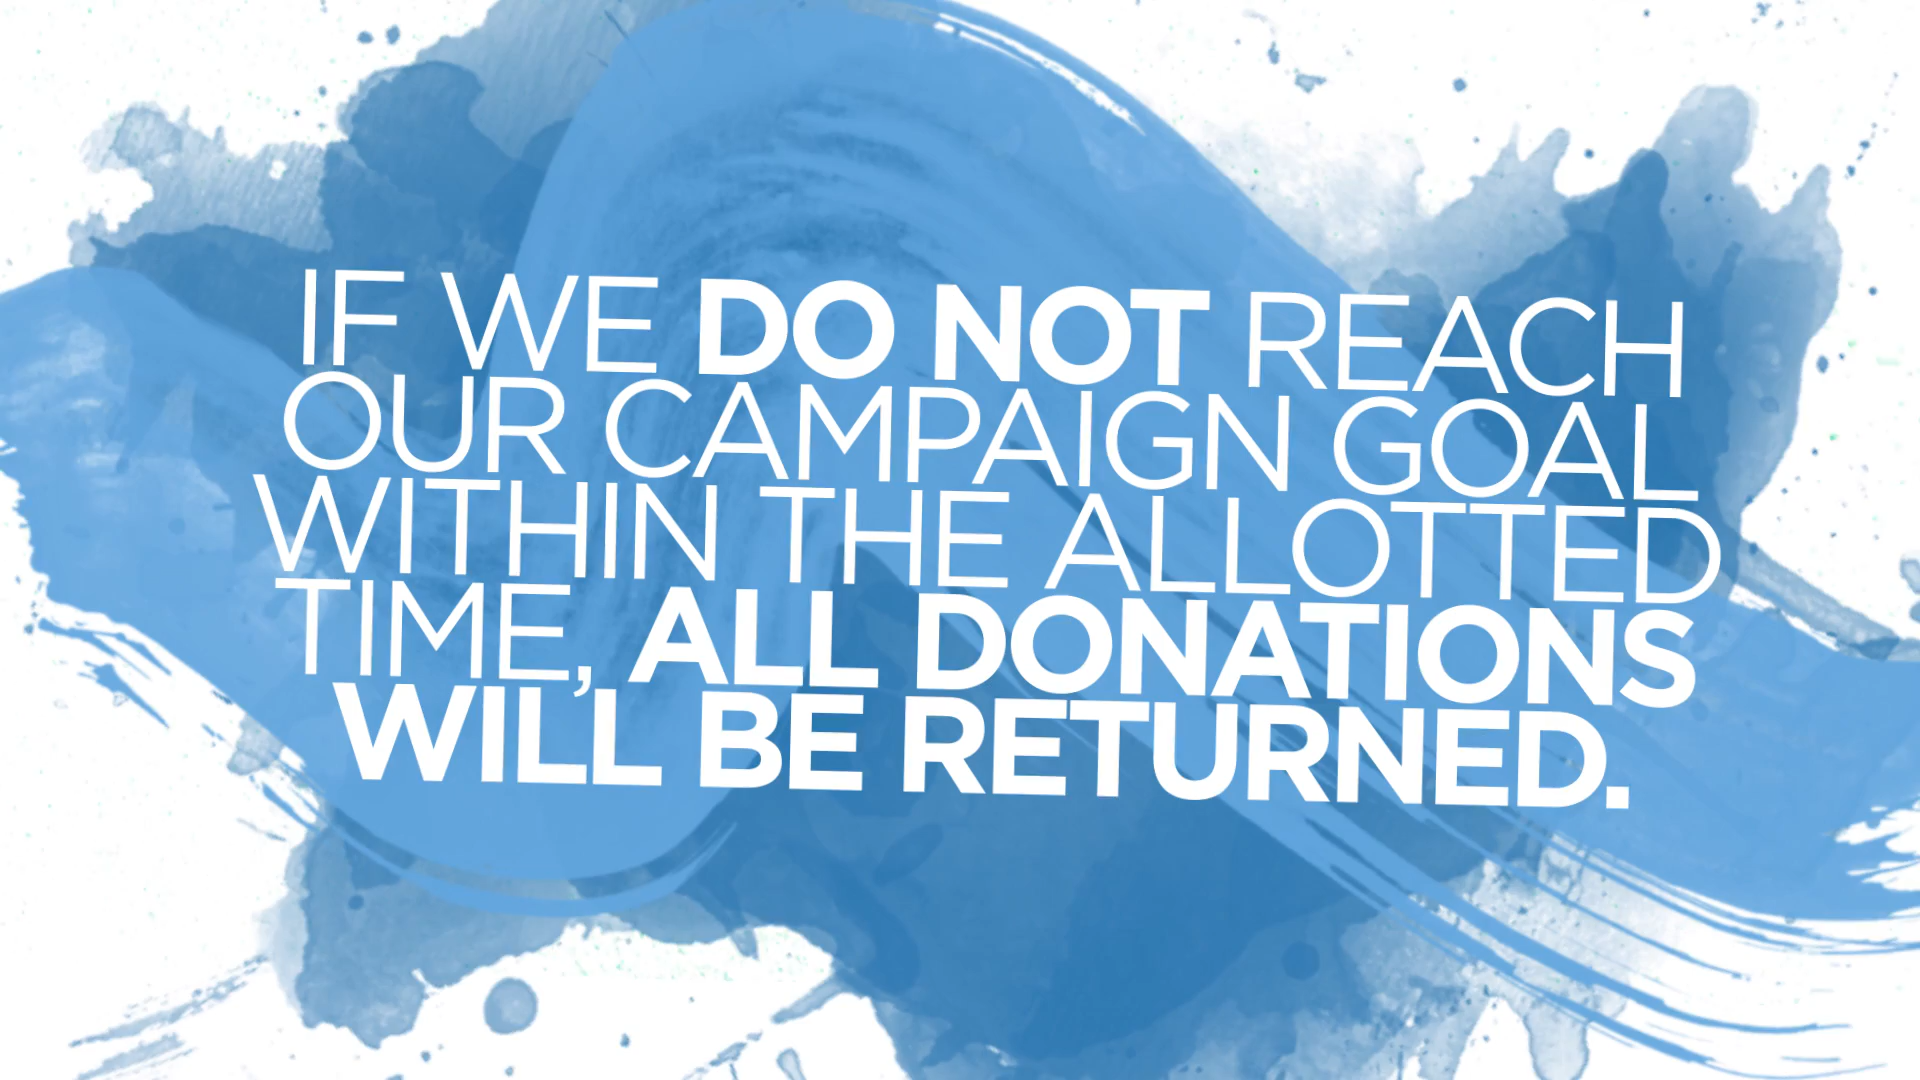 IF WE DO NOT REACH
OUR CAMPAIGN GOAL
WITHIN THE ALLOTTED
TIME, ALL DONATIONS
WILL BE RETURNED.